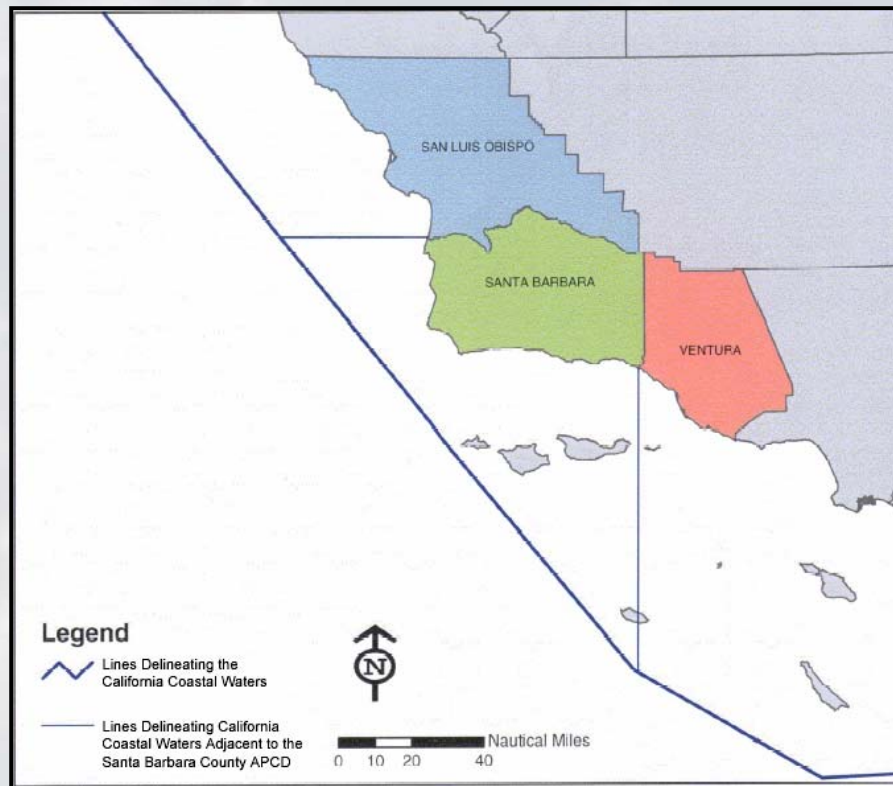 SAN LUIS OBISPO
SANTA BARBARA
VENTURA
Legend
Lines Delineating the
California Coastal Waters
N
Lines Delineating California
Coastal Waters Adjacent to the
Santa Barbara County APCD
Nautical Miles
0 10 20 40